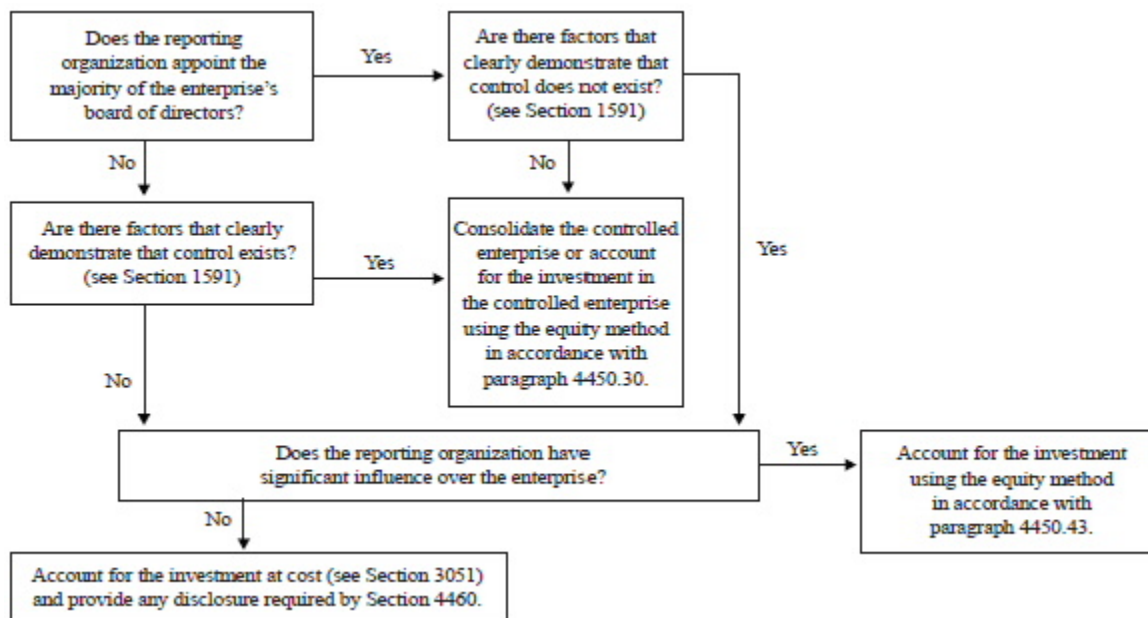 Does the reporting
organization appoint the
majority of the enterprise's
board of directors?
Yes
Are there factors that
clearly demonstrate that
control does not exist?
(see Section 1591)
No
No
Are there factors that clearly
demonstrate that control exists?
(see Section 1591)
Yes
Consolidate the controlled
enterprise or account
for the investment in
the controlled enterprise
using the equity method
in accordance with
paragraph 4450.30.
Yes
No
Does the reporting organization have
significant influence over the enterprise?
Yes
Account for the investment
using the equity method
in accordance with
paragraph 4450.43.
No
Account for the investment at cost (see Section 3051)
and provide any disclosure required by Section 4460.